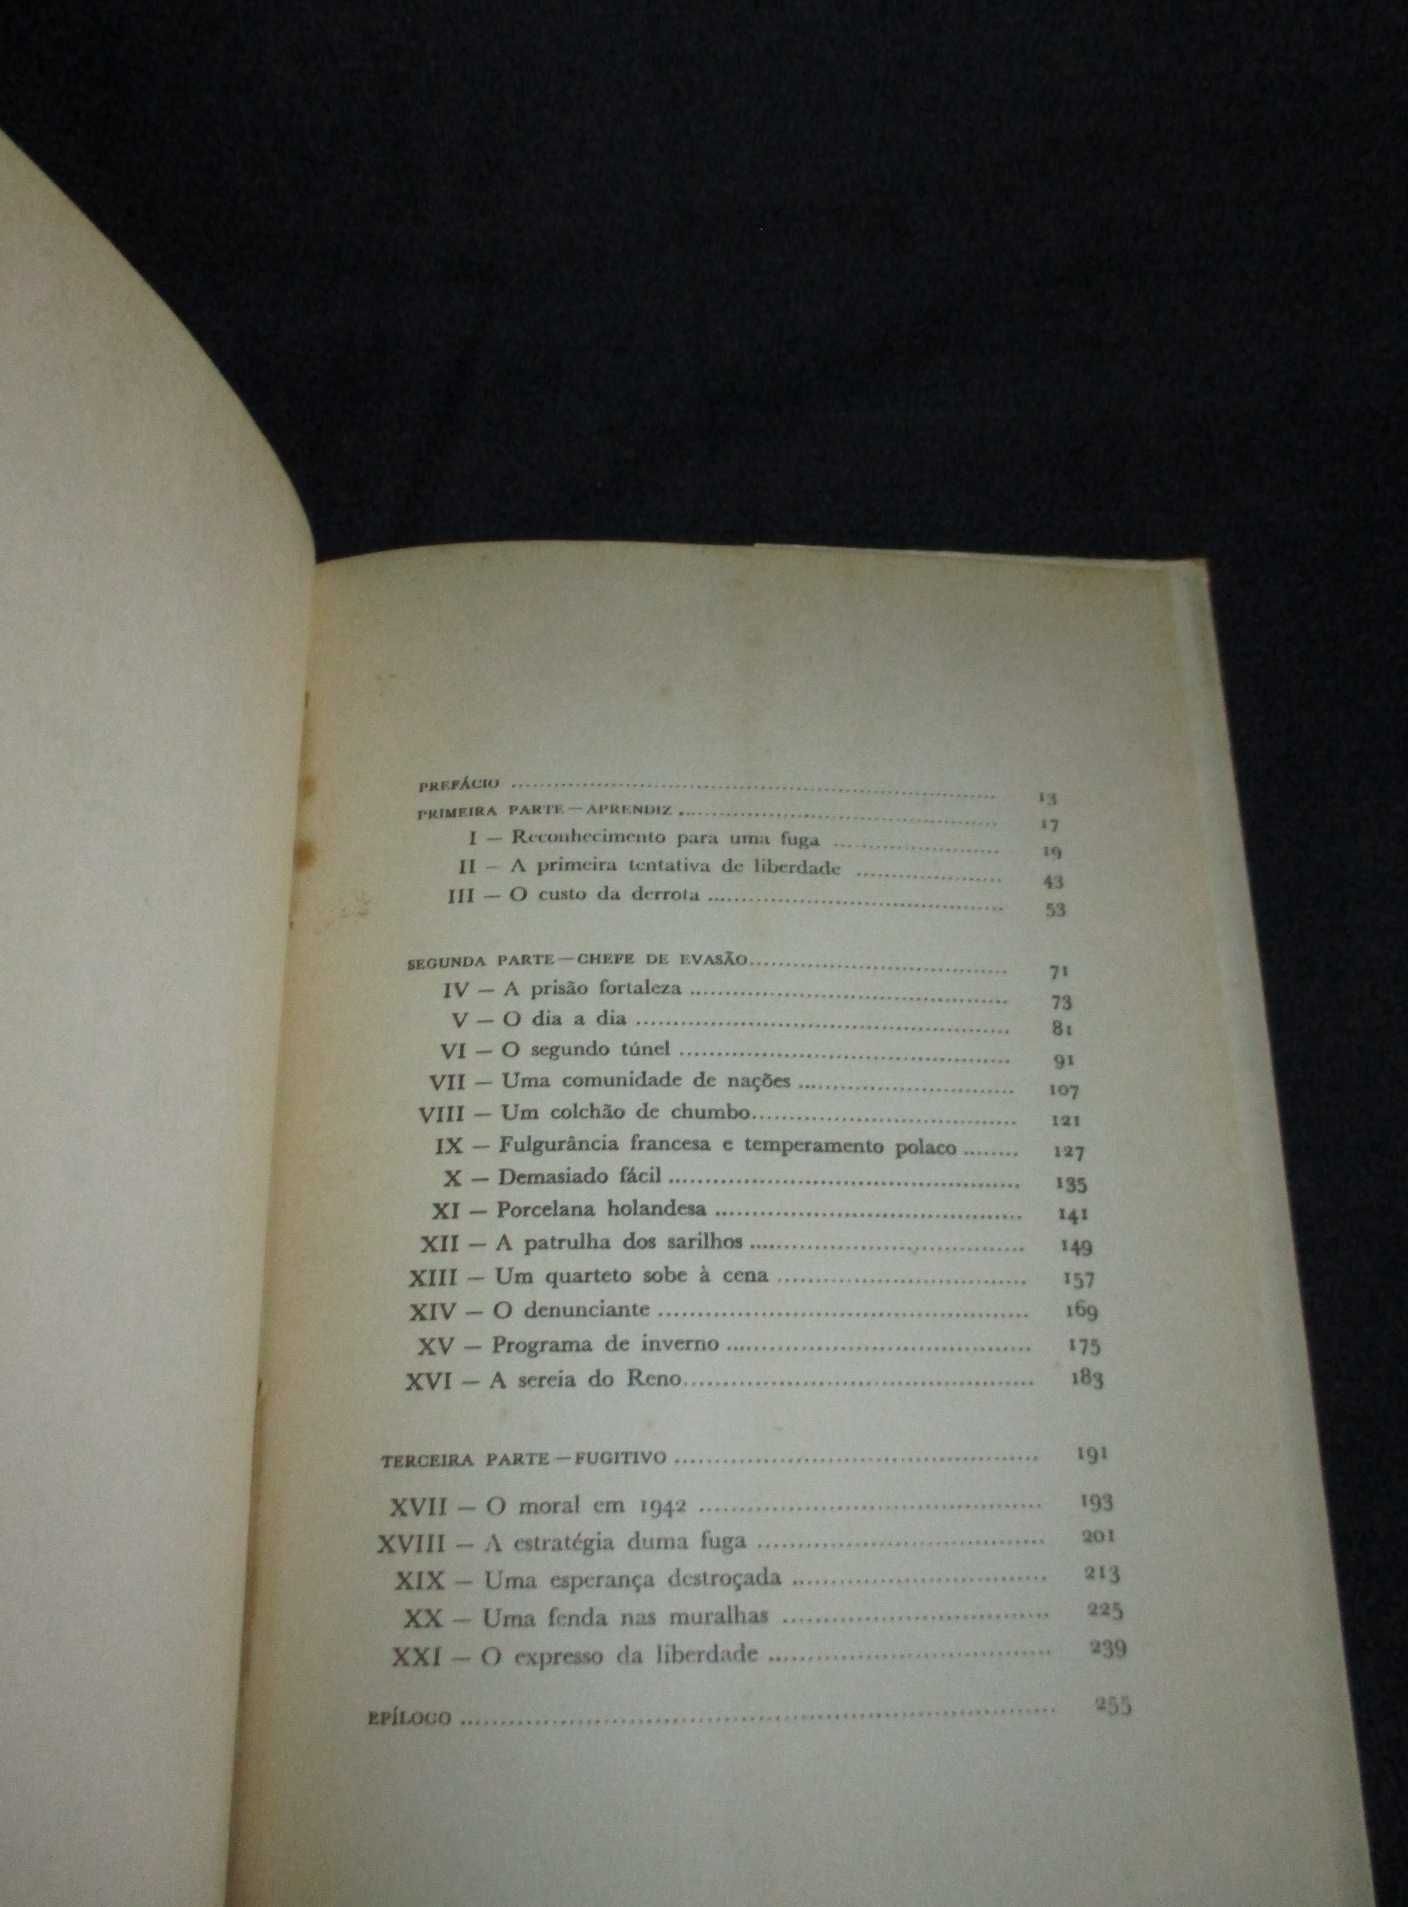 PREFÁCIO ........ 13
PRIMEIRA PARTE — APRENDIZ ........ 17
I — Reconhecimento para uma fuga ........ 19
II — A primeira tentativa de liberdade ........ 43
III — O custo da derrota ........ 53
SEGUNDA PARTE — CHEFE DE EVASÃO ........ 71
IV — A prisão fortaleza ........ 73
V — O dia a dia ........ 81
VI — O segundo túnel ........ 91
VII — Uma comunidade de nações ........ 107
VIII — Um colchão de chumbo ........ 121
IX — Fulgurância francesa e temperamento polaco ........ 127
X — Demasiado fácil ........ 135
XI — Porcelana holandesa ........ 141
XII — A patrulha dos sarilhos ........ 149
XIII — Um quarteto sobe à cena ........ 157
XIV — O denunciante ........ 169
XV — Programa de inverno ........ 175
XVI — A sereia do Reno ........ 183
TERCEIRA PARTE — FUGITIVO ........ 191
XVII — O moral em 1942 ........ 193
XVIII — A estratégia duma fuga ........ 201
XIX — Uma esperança destroçada ........ 213
XX — Uma fenda nas muralhas ........ 225
XXI — O expresso da liberdade ........ 239
EPÍLOGO ........ 255